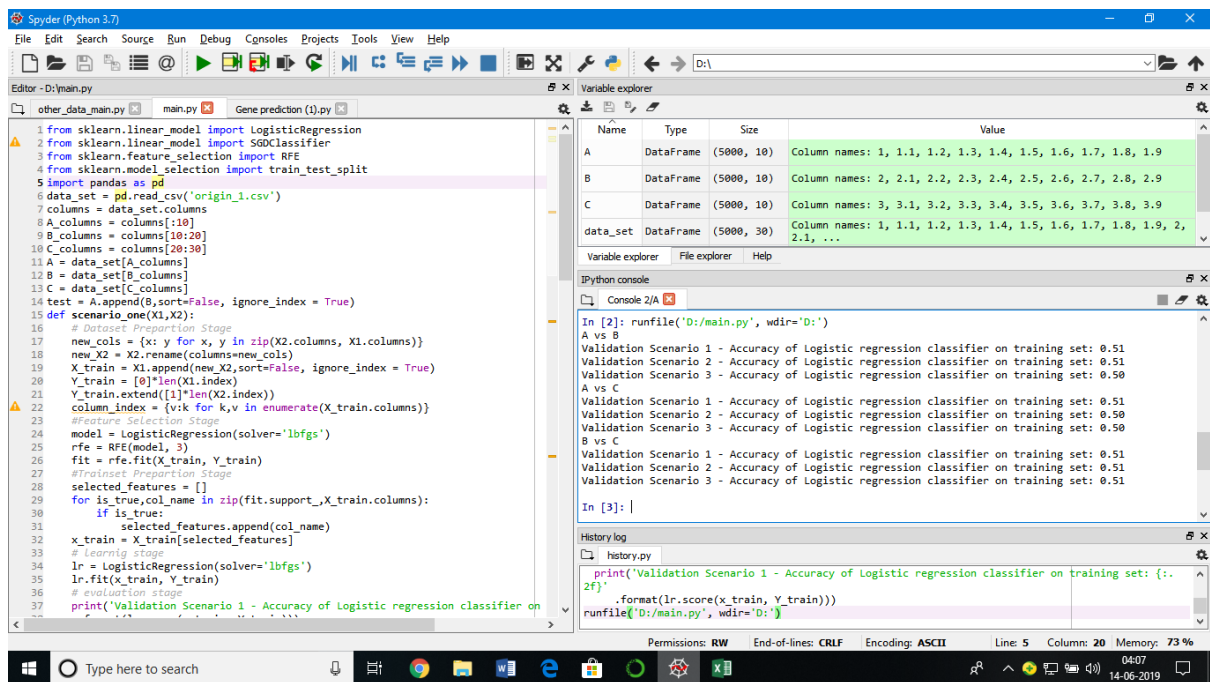 Spyder (Python 3.7)
File Edit Search Source Run Debug Consoles Projects Tools View Help
D:\
Editor - D:\main.py
other_data_main.py main.py Gene prediction (1).py
1 from sklearn.linear_model import LogisticRegression
2 from sklearn.linear_model import SGDClassifier
3 from sklearn.feature_selection import RFE
4 from sklearn.model_selection import train_test_split
5 import pandas as pd
6 data_set = pd.read_csv('origin_1.csv')
7 columns = data_set.columns
8 A_columns = columns[:10]
9 B_columns = columns[10:20]
10 C_columns = columns[20:30]
11 A = data_set[A_columns]
12 B = data_set[B_columns]
13 C = data_set[C_columns]
14 test = A.append(B,sort=False, ignore_index = True)
15 def scenario_one(X1,X2):
16 # Dataset Prepartion Stage
17 new_cols = {x: y for x, y in zip(X2.columns, X1.columns)}
18 new_X2 = X2.rename(columns=new_cols)
19 X_train = X1.append(new_X2,sort=False, ignore_index = True)
20 Y_train = [0]*len(X1.index)
21 Y_train.extend([1]*len(X2.index))
22 column_index = {v:k for k,v in enumerate(X_train.columns)}
23 #Feature Selection Stage
24 model = LogisticRegression(solver='lbfgs')
25 rfe = RFE(model, 3)
26 fit = rfe.fit(X_train, Y_train)
27 #Trainset Prepartion Stage
28 selected_features = []
29 for is_true,col_name in zip(fit.support_,X_train.columns):
30 if is_true:
31 selected_features.append(col_name)
32 x_train = X_train[selected_features]
33 # learnig stage
34 lr = LogisticRegression(solver='lbfgs')
35 lr.fit(x_train, Y_train)
36 # evaluation stage
37 print('Validation Scenario 1 - Accuracy of Logistic regression classifier on
Variable explorer
Name Type Size Value
A DataFrame (5000, 10) Column names: 1, 1.1, 1.2, 1.3, 1.4, 1.5, 1.6, 1.7, 1.8, 1.9
B DataFrame (5000, 10) Column names: 2, 2.1, 2.2, 2.3, 2.4, 2.5, 2.6, 2.7, 2.8, 2.9
C DataFrame (5000, 10) Column names: 3, 3.1, 3.2, 3.3, 3.4, 3.5, 3.6, 3.7, 3.8, 3.9
data_set DataFrame (5000, 30) Column names: 1, 1.1, 1.2, 1.3, 1.4, 1.5, 1.6, 1.7, 1.8, 1.9, 2,
2.1, ...
Variable explorer File explorer Help
IPython console
Console 2/A
In [2]: runfile('D:/main.py', wdir='D:')
A vs B
Validation Scenario 1 - Accuracy of Logistic regression classifier on training set: 0.51
Validation Scenario 2 - Accuracy of Logistic regression classifier on training set: 0.51
Validation Scenario 3 - Accuracy of Logistic regression classifier on training set: 0.50
A vs C
Validation Scenario 1 - Accuracy of Logistic regression classifier on training set: 0.51
Validation Scenario 2 - Accuracy of Logistic regression classifier on training set: 0.50
Validation Scenario 3 - Accuracy of Logistic regression classifier on training set: 0.50
B vs C
Validation Scenario 1 - Accuracy of Logistic regression classifier on training set: 0.51
Validation Scenario 2 - Accuracy of Logistic regression classifier on training set: 0.51
Validation Scenario 3 - Accuracy of Logistic regression classifier on training set: 0.51
In [3]:
History log
history.py
print('Validation Scenario 1 - Accuracy of Logistic regression classifier on training set: {:.
2f}'
.format(lr.score(x_train, Y_train)))
runfile('D:/main.py', wdir='D:')
Permissions: RW End-of-lines: CRLF Encoding: ASCII Line: 5 Column: 20 Memory: 73 %
Type here to search
04:07
14-06-2019